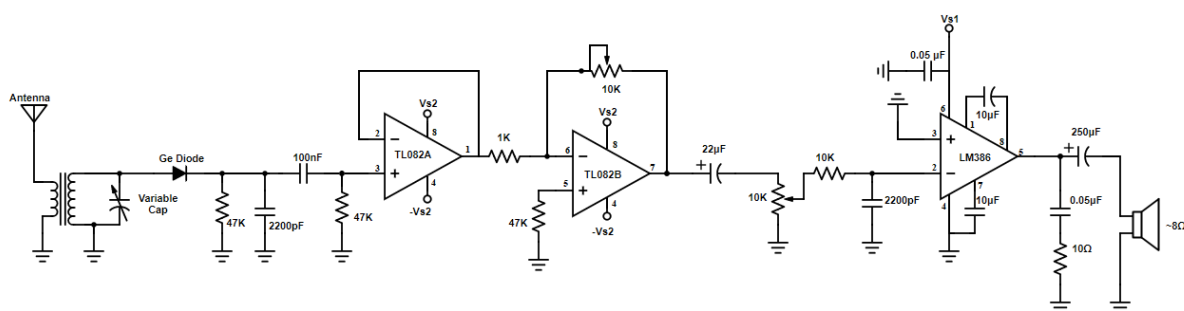 Antenna
Ge Diode
Variable
Cap
47K
2200pF
100nF
47K
2
3
TL082A
Vs2
8
4
-Vs2
1
1K
10K
6
5
47K
Vs2
8
TL082B
4
-Vs2
7
22µF
+
10K
10K
2200pF
Vs1
0.05 µF
6
1
10µF
8
3
2
LM386
5
7
4
10µF
250µF
+
0.05µF
10Ω
~8Ω